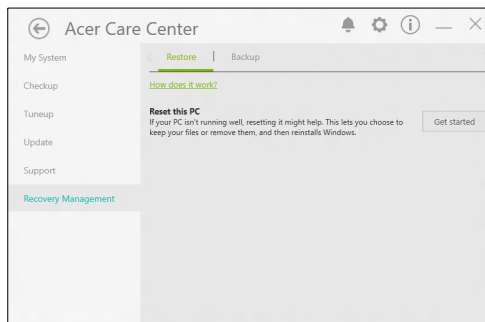 Acer Care Center
My System
Checkup
Tuneup
Update
Support
Recovery Management
Restore
Backup
How does it work?
Reset this PC
If your PC isn't running well, resetting it might help. This lets you choose to
keep your files or remove them, and then reinstalls Windows.
Get started